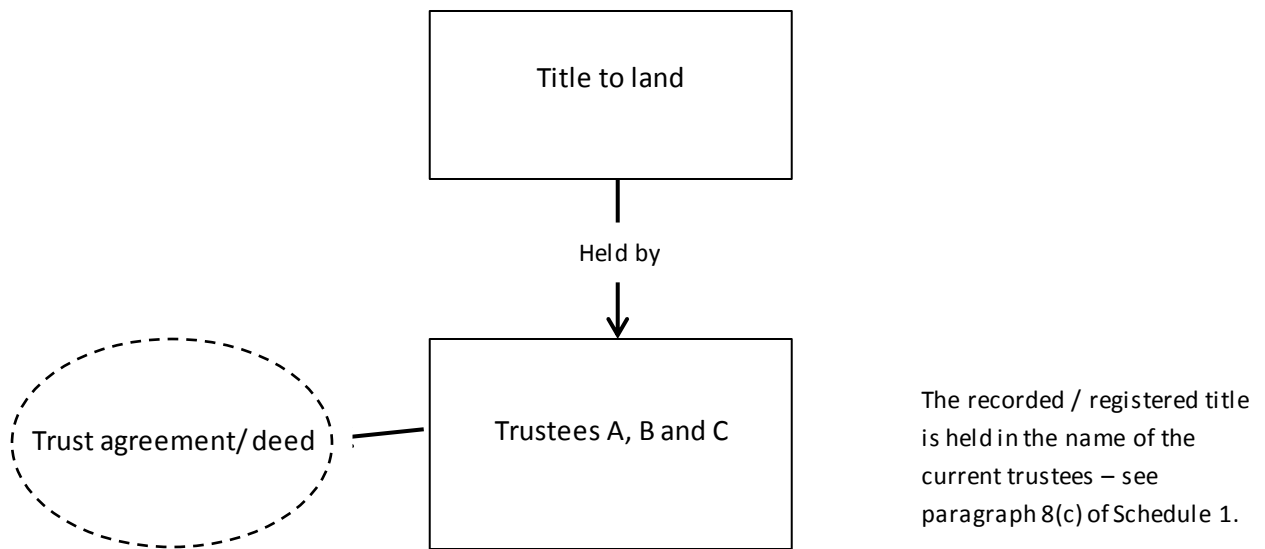 Title to land
Held by
Trust agreement/ deed
Trustees A, B and C
The recorded / registered title
is held in the name of the
current trustees – see
paragraph 8(c) of Schedule 1.